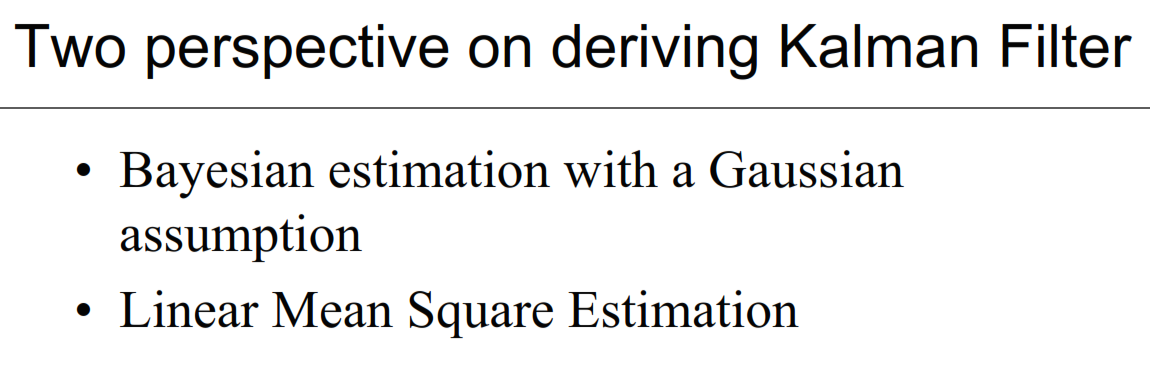 Two perspective on deriving Kalman Filter
• Bayesian estimation with a Gaussian
assumption
• Linear Mean Square Estimation